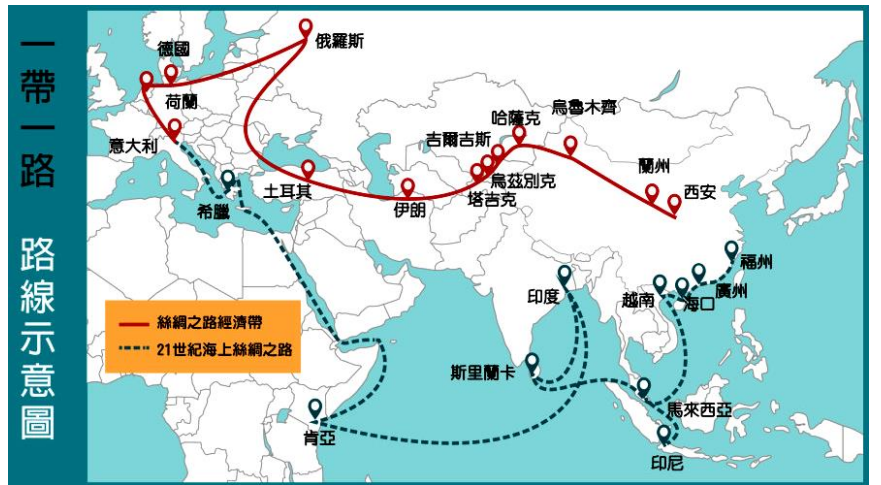 一帶一路 路線示意圖
德國
俄羅斯
荷蘭
意大利
希臘
土耳其
伊朗
吉爾吉斯
哈薩克
烏魯木齊
烏茲別克
塔吉克
蘭州
西安
福州
廣州
海口
越南
印度
斯里蘭卡
馬來西亞
印尼
肯亞
絲綢之路經濟帶
21世紀海上絲綢之路